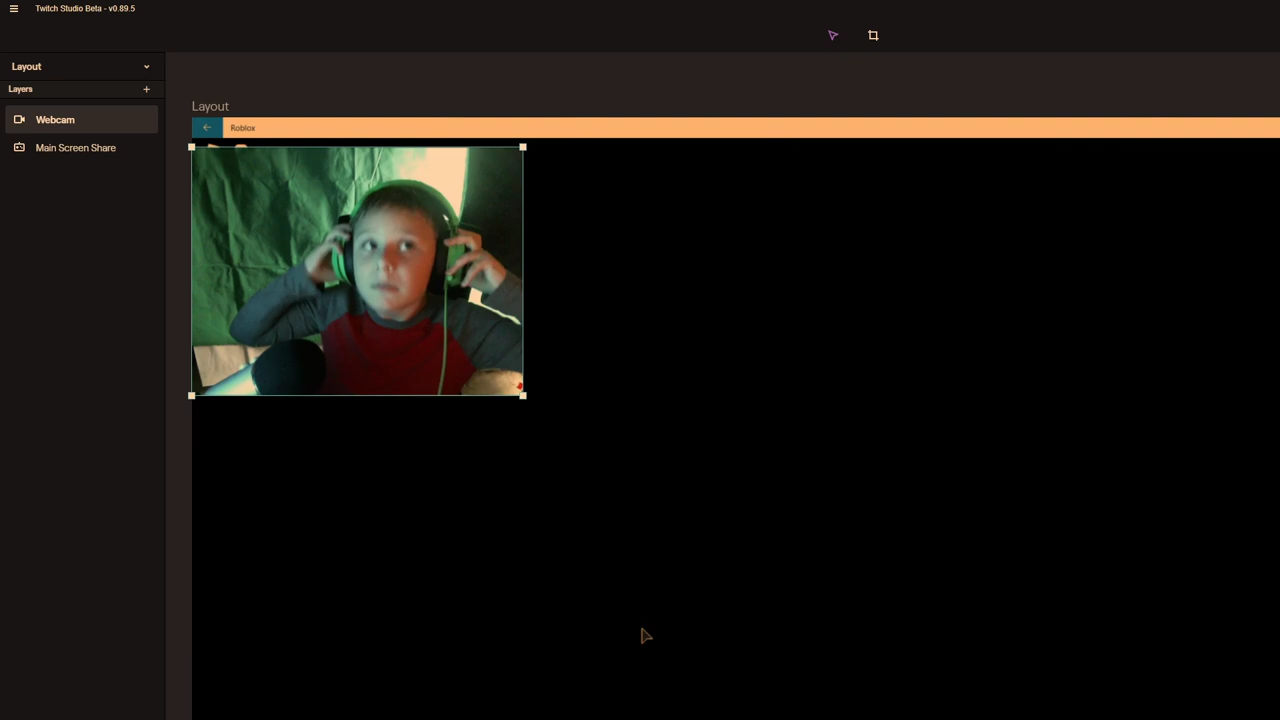 Twitch Studio Beta - v0.89.5
Layout
Layers
Webcam
Main Screen Share
Layout
Roblox